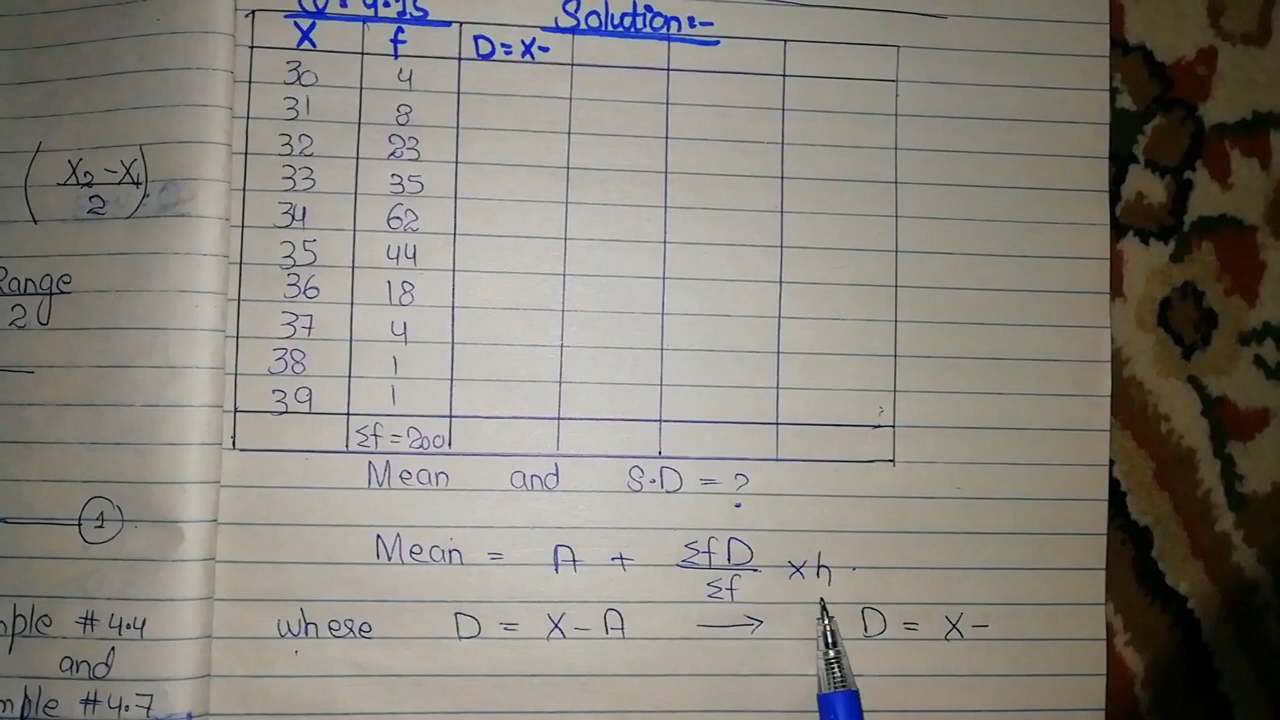 4.15 Solution:-
X f D = X-
30 4
31 8
32 23
33 35
34 62
35 44
36 18
37 4
38 1
39 1
Σf = 200
Mean and S.D = ?
Mean = A + ΣfD/Σf × h
where D = X - A → D = X -
(X₂ - X₁/2)
Range
2
1
#4.4
and
#4.7